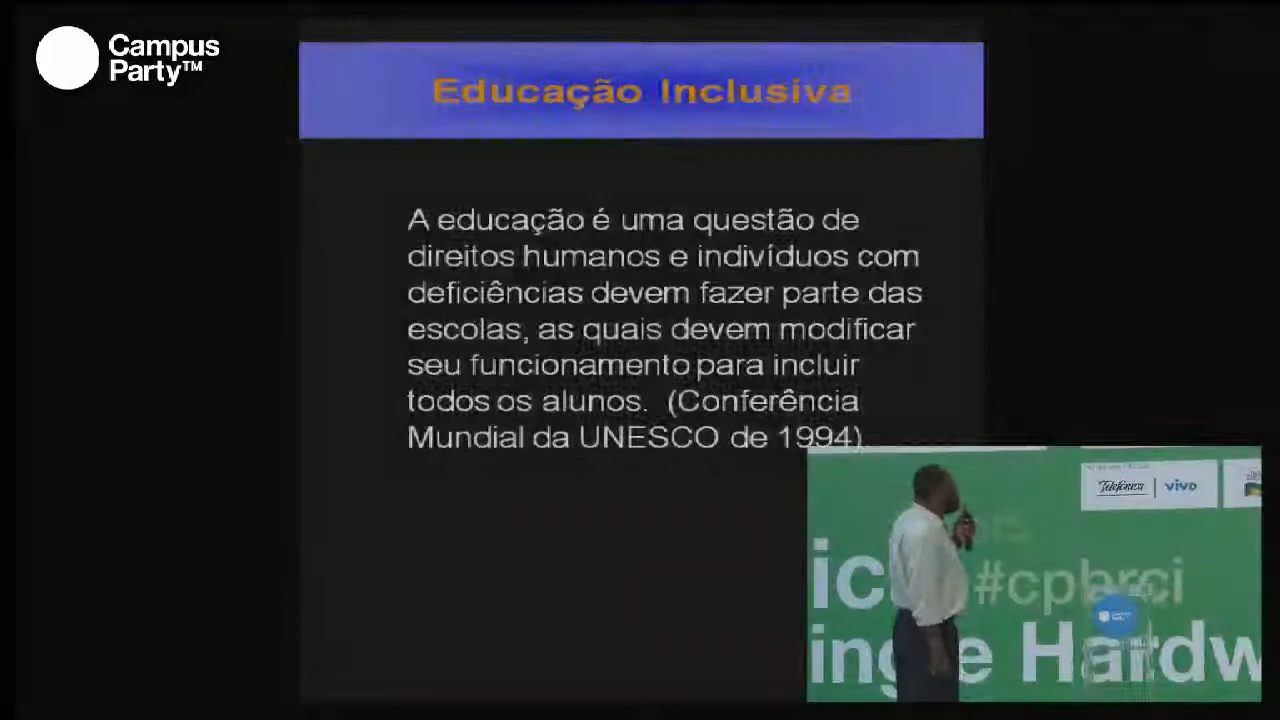 Campus
Party™
Educação Inclusiva
A educação é uma questão de
direitos humanos e indivíduos com
deficiências devem fazer parte das
escolas, as quais devem modificar
seu funcionamento para incluir
todos os alunos. (Conferência
Mundial da UNESCO de 1994).
Telefónica | vivo
#cpbrci
e Hardw